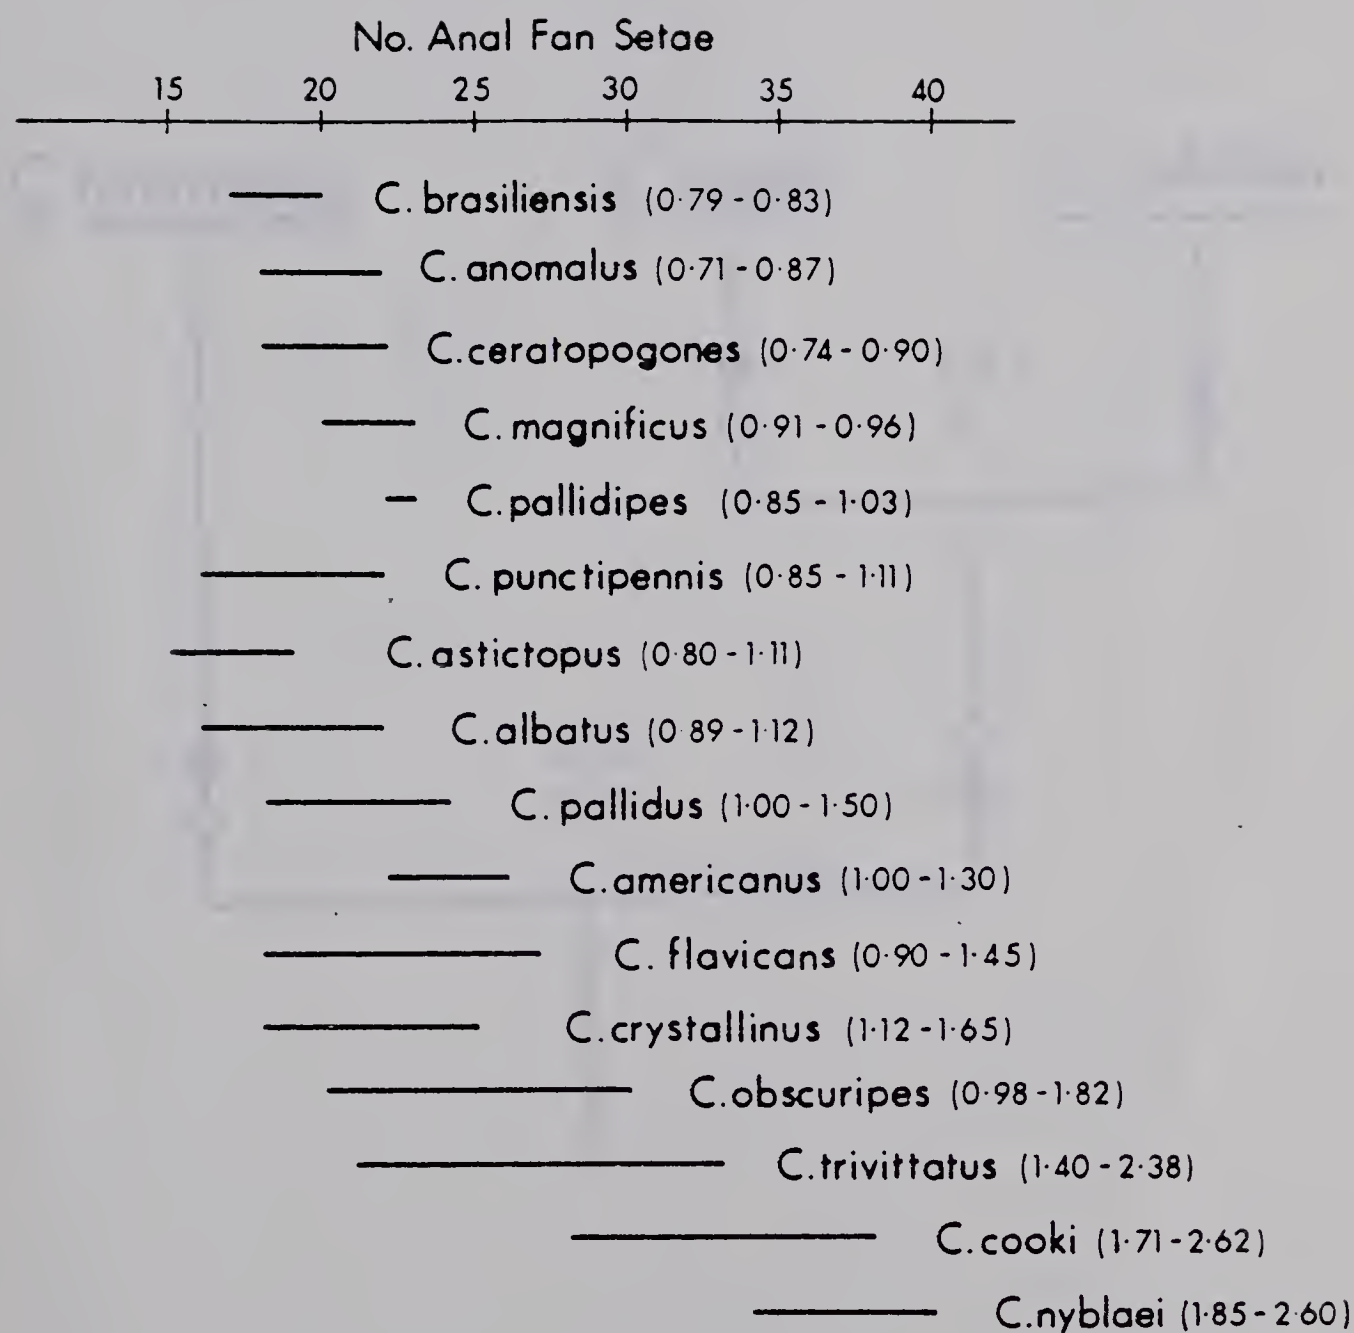 No. Anal Fan Setae
15 20 25 30 35 40
C. brasiliensis (0·79 - 0·83)
C. anomalus (0·71 - 0·87)
C. ceratopogones (0·74 - 0·90)
C. magnificus (0·91 - 0·96)
C. pallidipes (0·85 - 1·03)
C. punctipennis (0·85 - 1·11)
C. astictopus (0·80 - 1·11)
C. albatus (0·89 - 1·12)
C. pallidus (1·00 - 1·50)
C. americanus (1·00 - 1·30)
C. flavicans (0·90 - 1·45)
C. crystallinus (1·12 - 1·65)
C. obscuripes (0·98 - 1·82)
C. trivittatus (1·40 - 2·38)
C. cooki (1·71 - 2·62)
C. nyblaei (1·85 - 2·60)